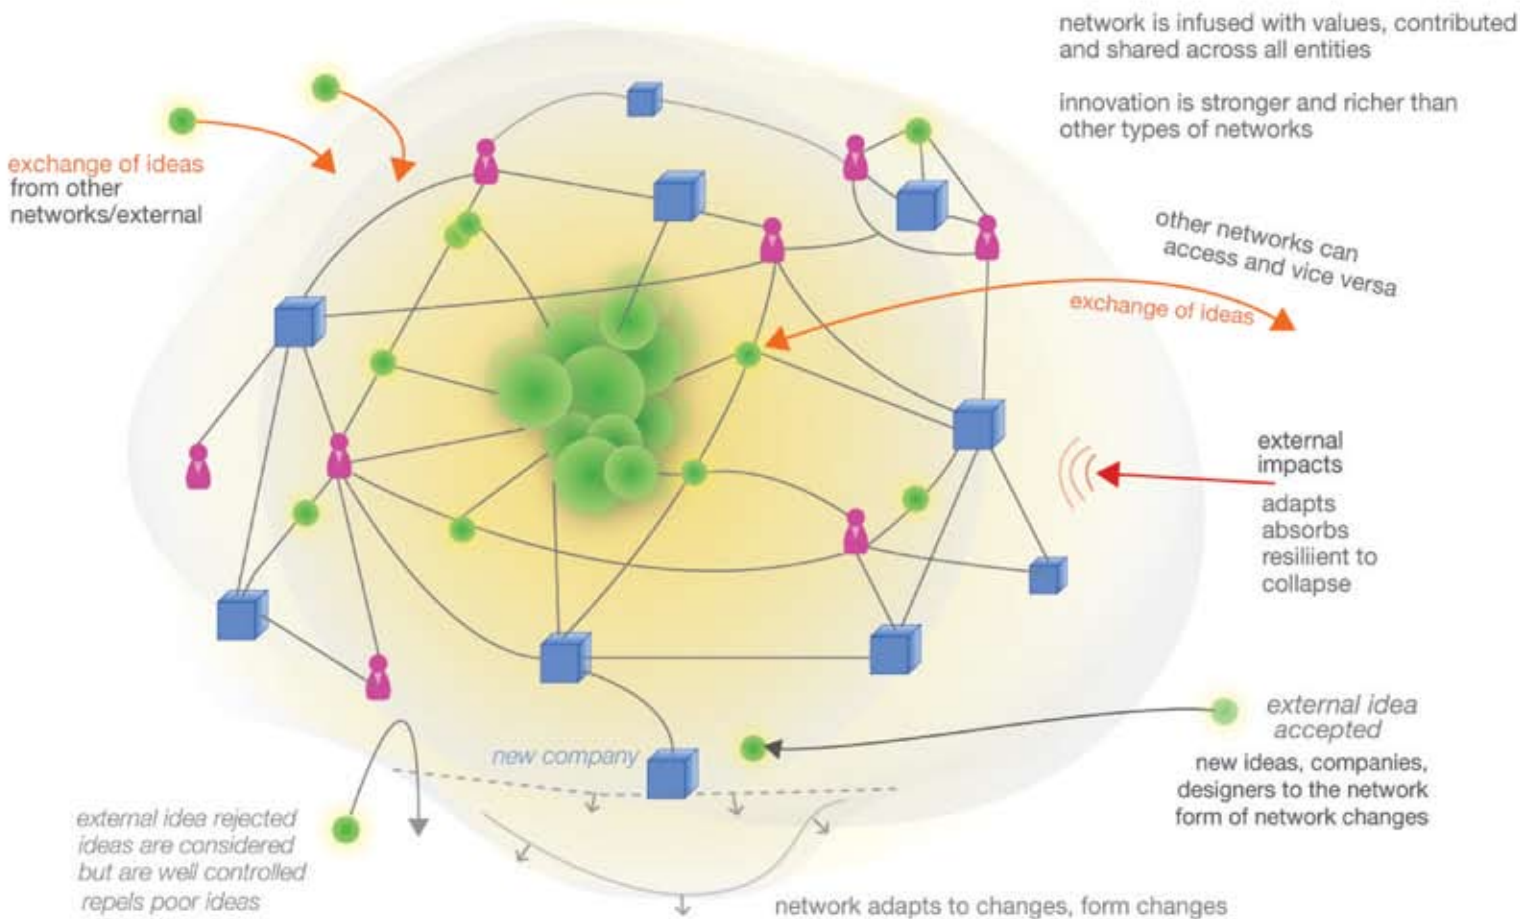 network is infused with values, contributed
and shared across all entities
innovation is stronger and richer than
other types of networks
exchange of ideas
from other
networks/external
other networks can
access and vice versa
exchange of ideas
external
impacts
adapts
absorbs
resiliient to
collapse
external idea
accepted
new ideas, companies,
designers to the network
form of network changes
new company
external idea rejected
ideas are considered
but are well controlled
repels poor ideas
network adapts to changes, form changes